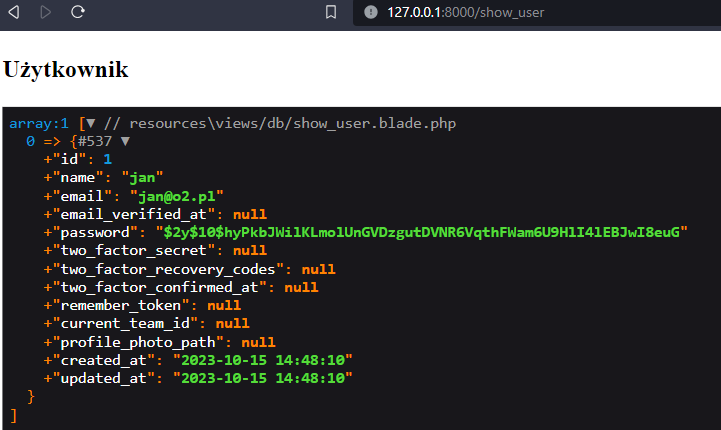 127.0.0.1:8000/show_user
Użytkownik
array:1 [▼ // resources\views/db/show_user.blade.php
0 => {#537 ▼
+"id": 1
+"name": "jan"
+"email": "jan@o2.pl"
+"email_verified_at": null
+"password": "$2y$10$hyPkbJWilKLmolUnGVDzgutDVNR6VqthFWam6U9HlI4lEBJwI8euG"
+"two_factor_secret": null
+"two_factor_recovery_codes": null
+"two_factor_confirmed_at": null
+"remember_token": null
+"current_team_id": null
+"profile_photo_path": null
+"created_at": "2023-10-15 14:48:10"
+"updated_at": "2023-10-15 14:48:10"
}
]